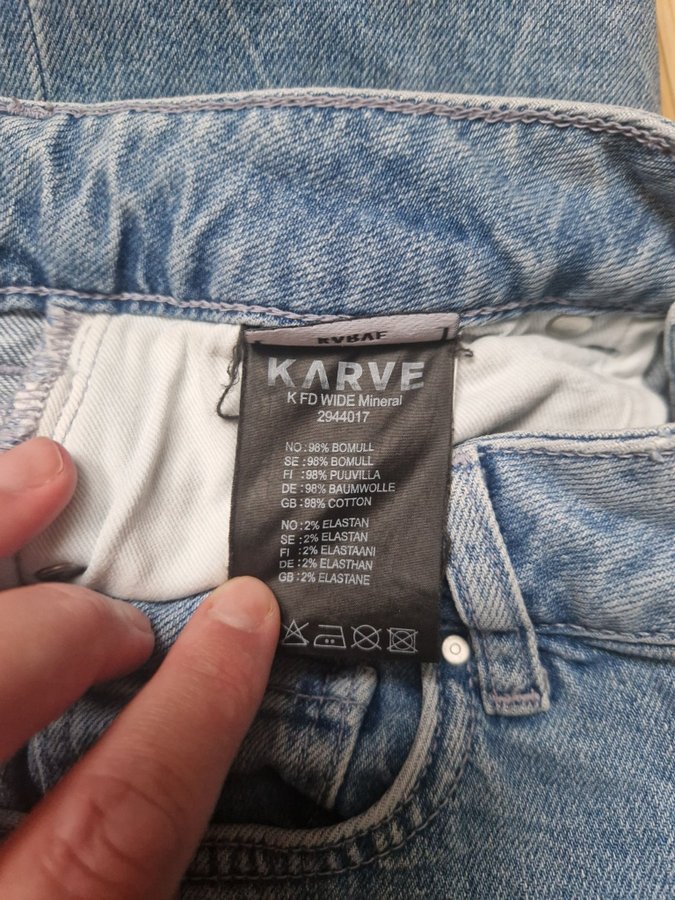 KARVE
KARVE
K FD WIDE Mineral
2944017
NO:98% BOMULL
SE:98% BOMULL
FI :98% PUUVILLA
DE:98% BAUMWOLLE
GB:98% COTTON
NO:2% ELASTAN
SE:2% ELASTAN
FI :2% ELASTAANI
DE:2% ELASTHAN
GB:2% ELASTANE